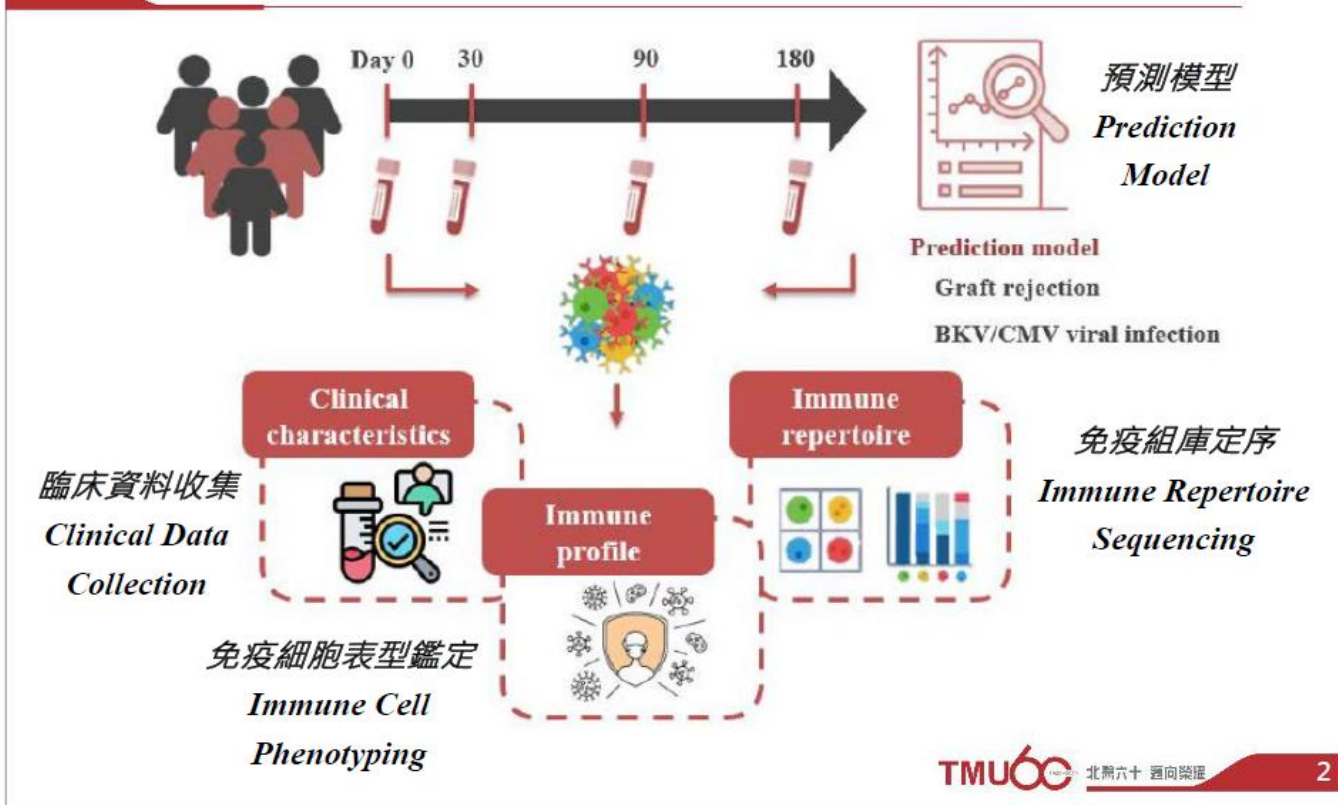 Day 0
30
90
180
預測模型
Prediction
Model
Prediction model
Graft rejection
BKV/CMV viral infection
Clinical
characteristics
Immune
repertoire
臨床資料收集
Clinical Data
Collection
Immune
profile
免疫組庫定序
Immune Repertoire
Sequencing
免疫細胞表型鑑定
Immune Cell
Phenotyping
TMU60
北醫六十 邁向榮耀
2